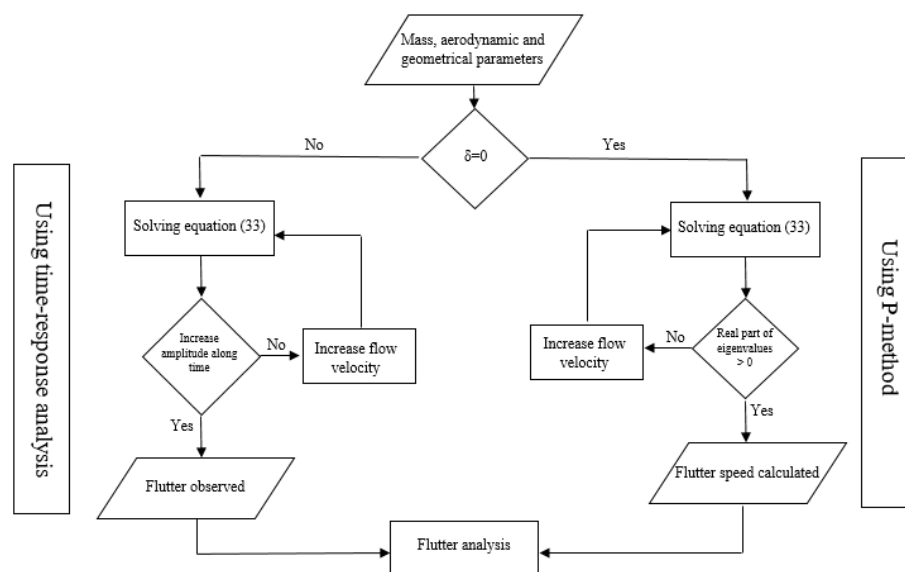 Mass, aerodynamic and
geometrical parameters
δ=0
No
Yes
Using time-response analysis
Solving equation (33)
Increase
amplitude along
time
No
Increase flow
velocity
Yes
Flutter observed
Solving equation (33)
Real part of
eigenvalues
> 0
No
Increase flow
velocity
Yes
Flutter speed calculated
Using P-method
Flutter analysis